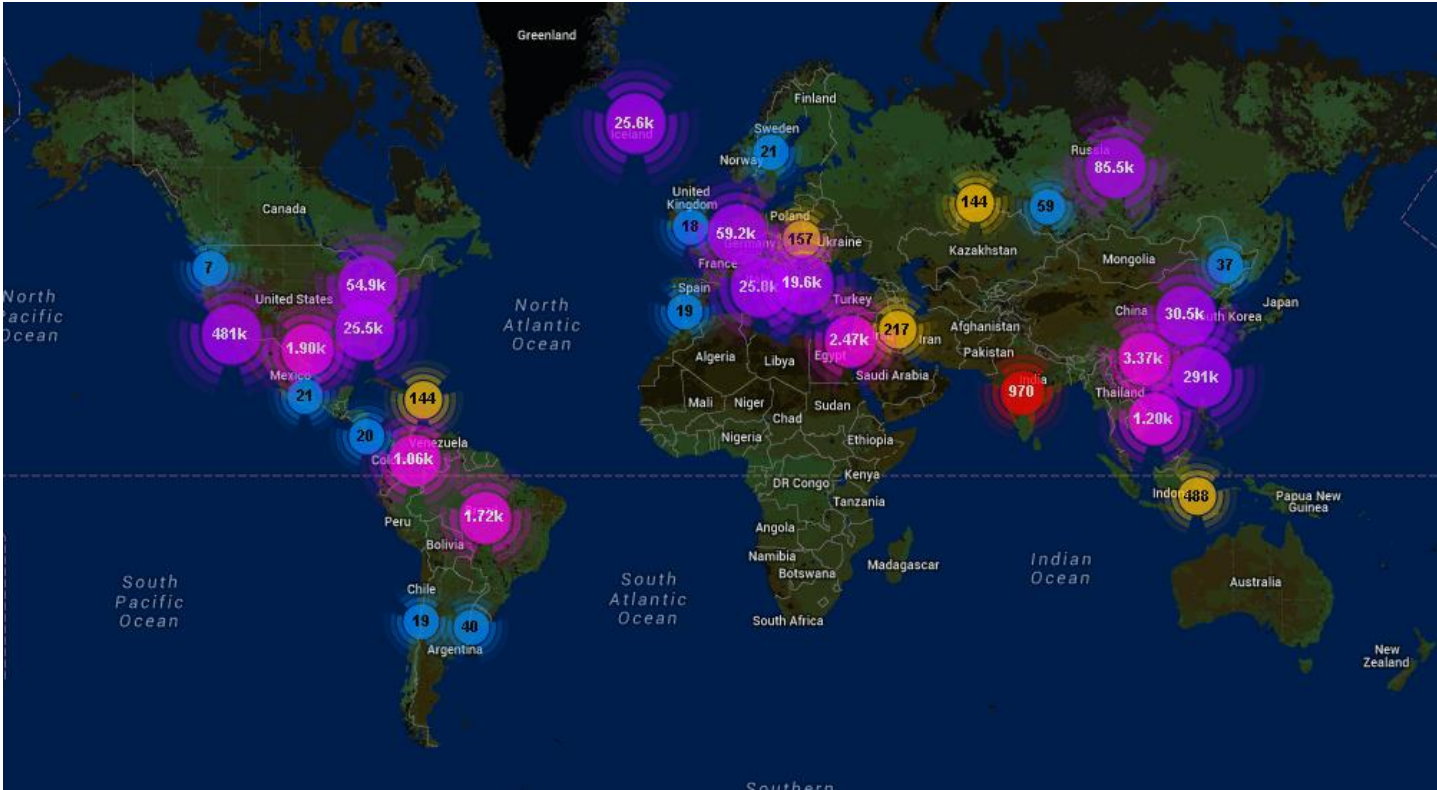 Greenland
25.6k
Iceland
Finland
Sweden
21
Norway
Russia
85.5k
United
Kingdom
18
59.2k
Germany
Poland
157
Ukraine
144
59
Kazakhstan
Mongolia
37
Canada
7
54.9k
United States
481k
1.90k
25.5k
Mexico
21
20
144
North
Pacific
Ocean
North
Atlantic
Ocean
France
19.6k
Spain
19
Turkey
2.47k
217
Iran
Egypt
Algeria
Libya
Saudi Arabia
Afghanistan
Pakistan
India
970
China
30.5k
South Korea
Japan
3.37k
291k
Thailand
1.20k
Mali
Niger
Chad
Sudan
Nigeria
Ethiopia
Kenya
DR Congo
Tanzania
Angola
Namibia
Botswana
Madagascar
South Africa
Venezuela
1.06k
1.72k
Peru
Bolivia
Chile
19
40
Argentina
488
Papua New
Guinea
Indian
Ocean
Australia
New
Zealand
South
Pacific
Ocean
South
Atlantic
Ocean
Southern